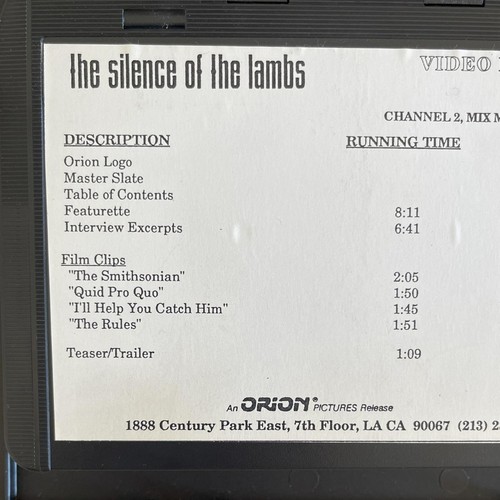 the silence of the lambs VIDEO
CHANNEL 2, MIX
DESCRIPTION RUNNING TIME
Orion Logo
Master Slate
Table of Contents
Featurette 8:11
Interview Excerpts 6:41
Film Clips
"The Smithsonian" 2:05
"Quid Pro Quo" 1:50
"I'll Help You Catch Him" 1:45
"The Rules" 1:51
Teaser/Trailer 1:09
An ORION® PICTURES Release
1888 Century Park East, 7th Floor, LA CA 90067 (213) 2